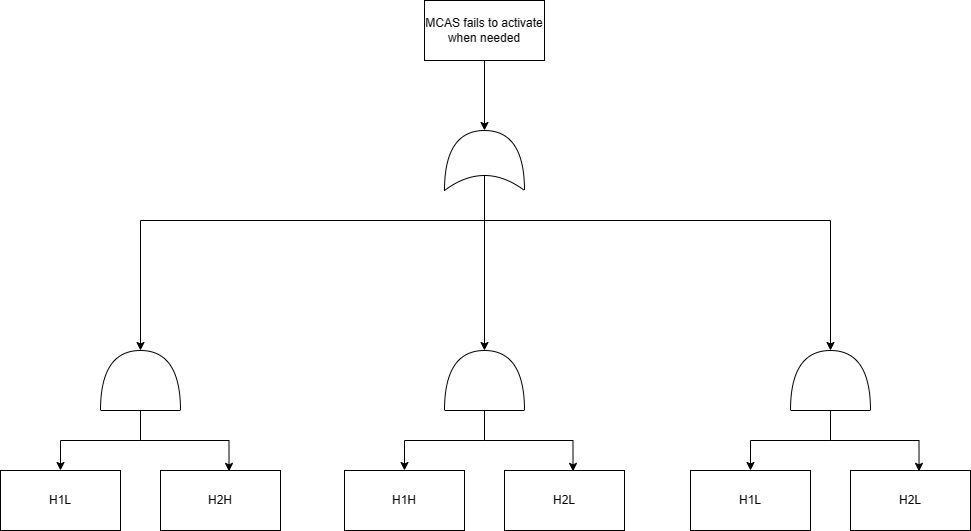 MCAS fails to activate
when needed
H1L
H2H
H1H
H2L
H1L
H2L